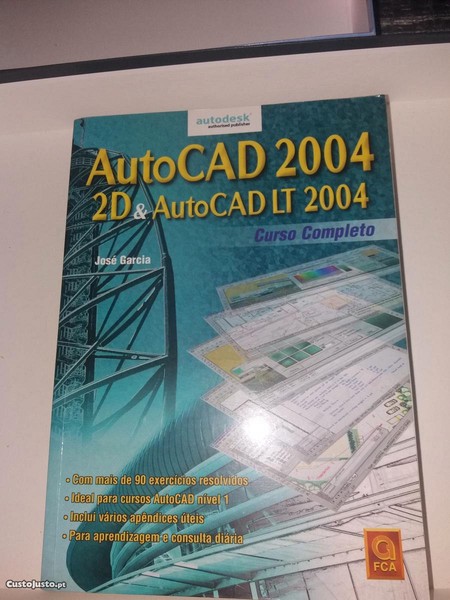 autodesk
authorized publisher
AutoCAD 2004
2D & AutoCAD LT 2004
Curso Completo
José Garcia
• Com mais de 90 exercícios resolvidos
• Ideal para cursos AutoCAD nível 1
• Inclui vários apêndices úteis
• Para aprendizagem e consulta diária
FCA
CustoJusto.pt